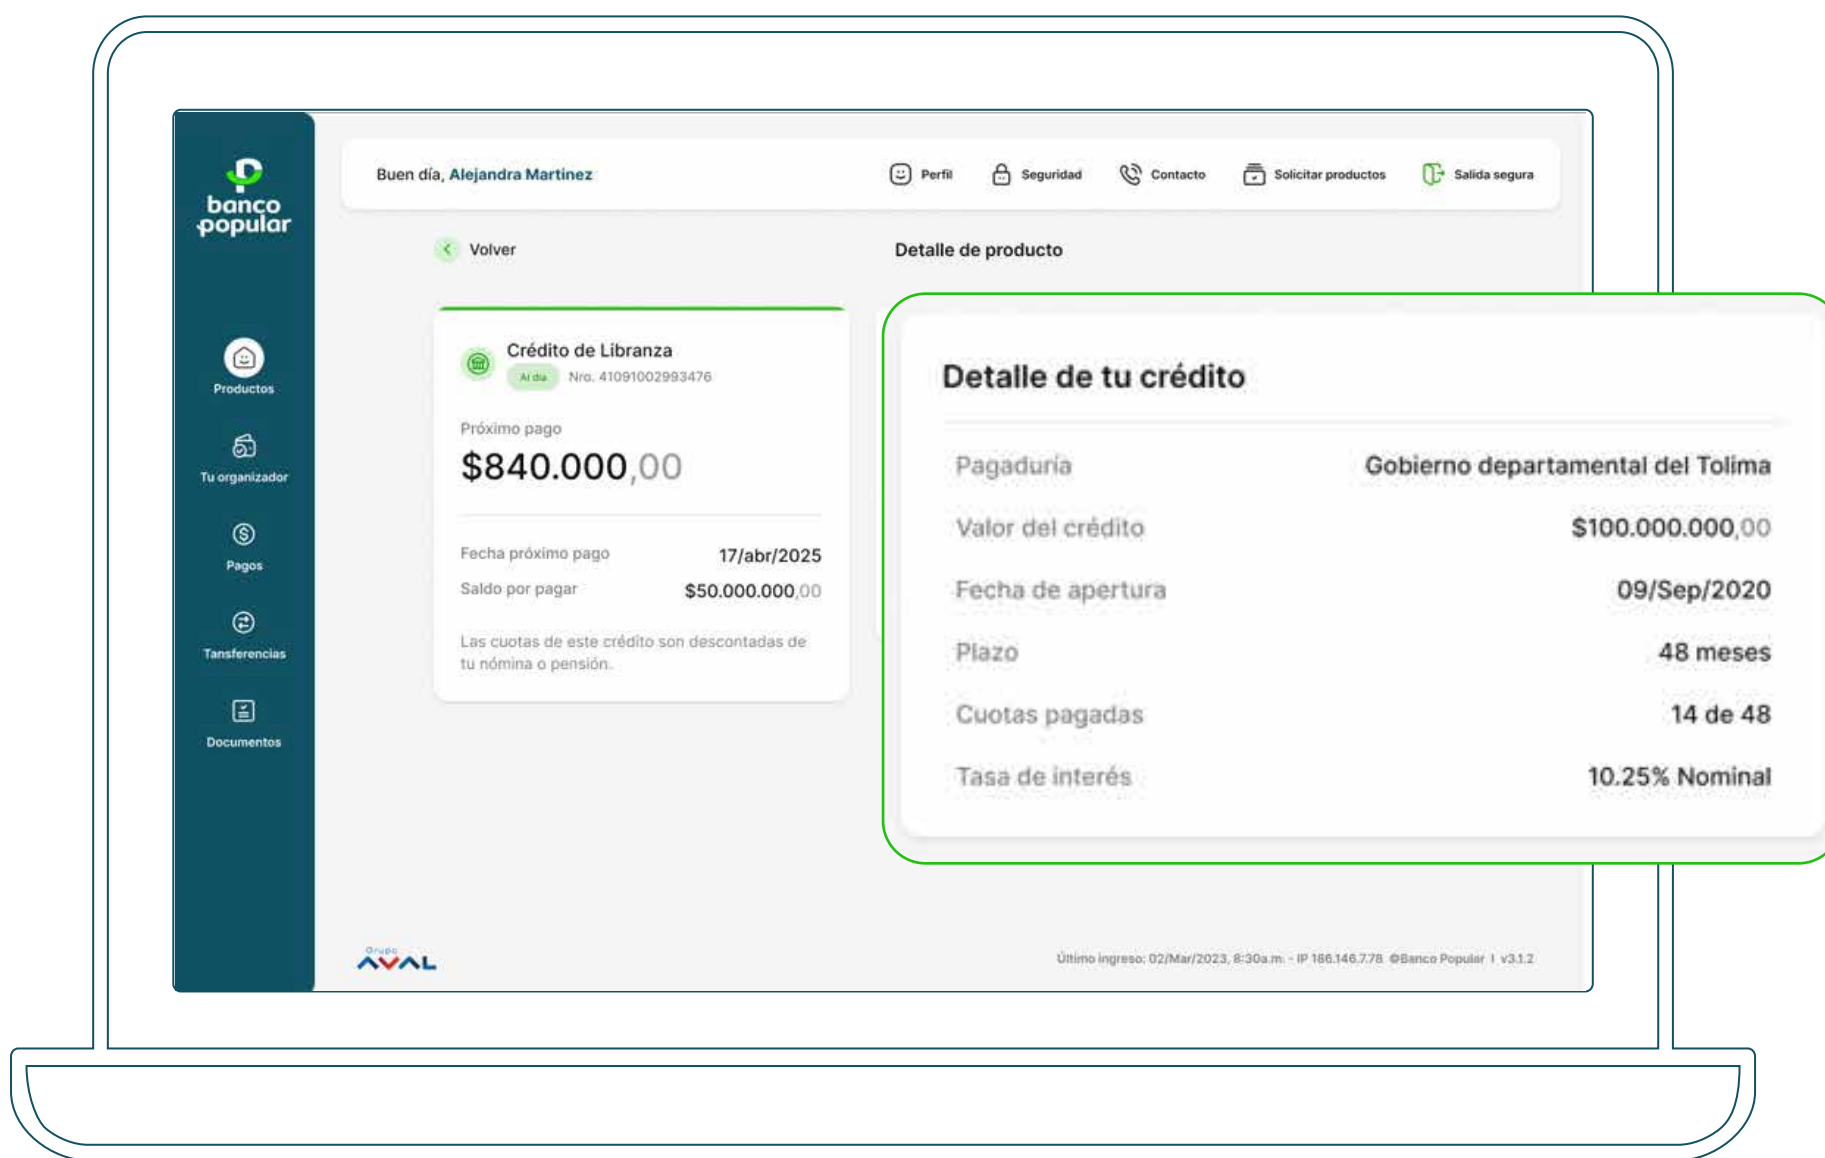 banco
popular
Buen día, Alejandra Martinez
Perfil
Seguridad
Contacto
Solicitar productos
Salida segura
Volver
Detalle de producto
Productos
Tu organizador
Pagos
Tansferencias
Documentos
Crédito de Libranza
Al día Nro. 41091002993476
Próximo pago
$840.000,00
Fecha próximo pago 17/abr/2025
Saldo por pagar $50.000.000,00
Las cuotas de este crédito son descontadas de
tu nómina o pensión.
Detalle de tu crédito
Pagaduría Gobierno departamental del Tolima
Valor del crédito $100.000.000,00
Fecha de apertura 09/Sep/2020
Plazo 48 meses
Cuotas pagadas 14 de 48
Tasa de interés 10.25% Nominal
Grupo
AVAL
Último ingreso: 02/Mar/2023, 8:30a.m. - IP 186.146.7.78 ©Banco Popular | v3.1.2